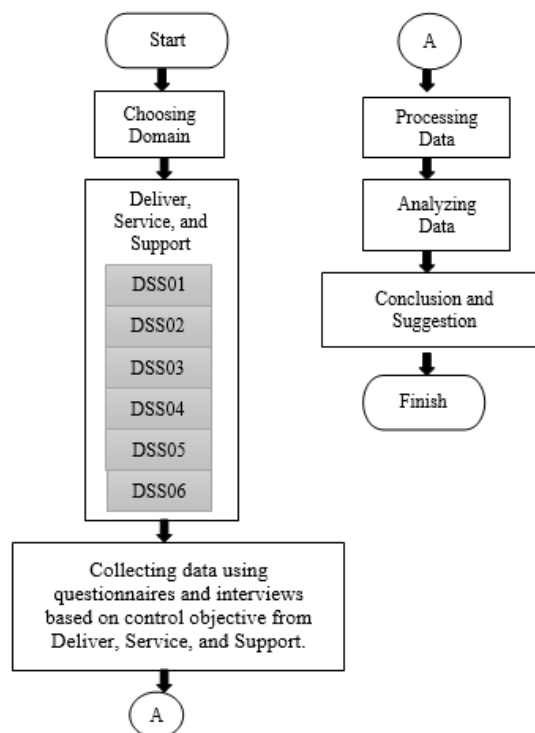 Start
Choosing
Domain
Deliver,
Service, and
Support
DSS01
DSS02
DSS03
DSS04
DSS05
DSS06
Collecting data using
questionnaires and interviews
based on control objective from
Deliver, Service, and Support.
A
A
Processing
Data
Analyzing
Data
Conclusion and
Suggestion
Finish